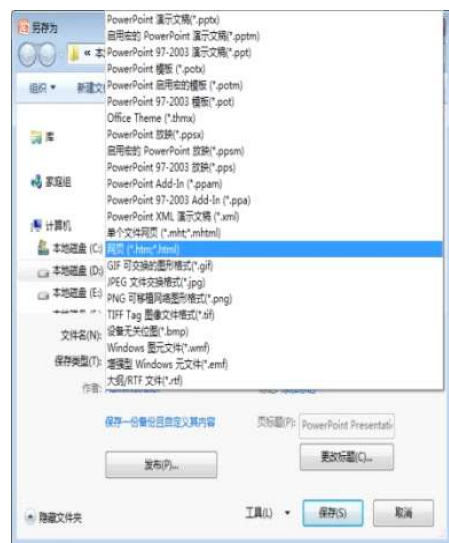 另存为
PowerPoint 演示文稿(*.pptx)
启用宏的 PowerPoint 演示文稿(*.pptm)
PowerPoint 97-2003 演示文稿(*.ppt)
PowerPoint 模板 (*.potx)
PowerPoint 启用宏的模板 (*.potm)
PowerPoint 97-2003 模板(*.pot)
Office Theme (*.thmx)
PowerPoint 放映(*.ppsx)
启用宏的 PowerPoint 放映(*.ppsm)
PowerPoint 97-2003 放映(*.pps)
PowerPoint Add-In (*.ppam)
PowerPoint 97-2003 Add-In (*.ppa)
PowerPoint XML 演示文稿 (*.xml)
单个文件网页 (*.mht;*.mhtml)
网页 (*.htm;*.html)
GIF 可交换的图形格式(*.gif)
JPEG 文件交换格式(*.jpg)
PNG 可移植网络图形格式(*.png)
TIFF Tag 图像文件格式(*.tif)
设备无关位图(*.bmp)
Windows 图元文件(*.wmf)
增强型 Windows 元文件(*.emf)
大纲/RTF 文件(*.rtf)
« 本
组织 新建文
库
家庭组
计算机
本地磁盘 (C:)
本地磁盘 (D:)
本地磁盘 (E:)
文件名(N):
保存类型(T):
作者:
保存一份备份且自定义其内容
页标题(P): PowerPoint Presentati
发布(P)...
更改标题(C)...
隐藏文件夹
工具(L) 保存(S) 取消